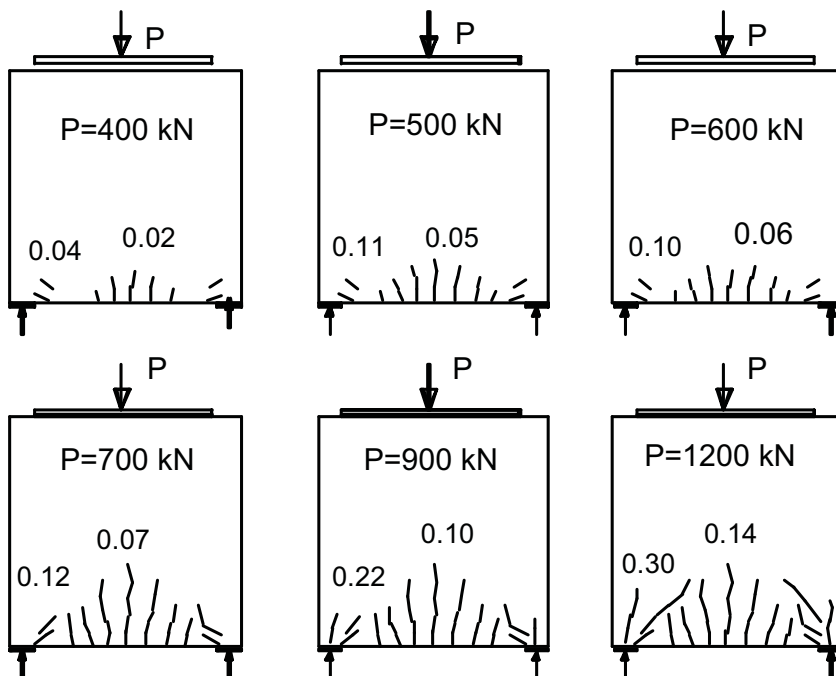 P P P
P=400 kN P=500 kN P=600 kN
0.04 0.02 0.11 0.05 0.10 0.06
P P P
P=700 kN P=900 kN P=1200 kN
0.12 0.07 0.22 0.10 0.30 0.14